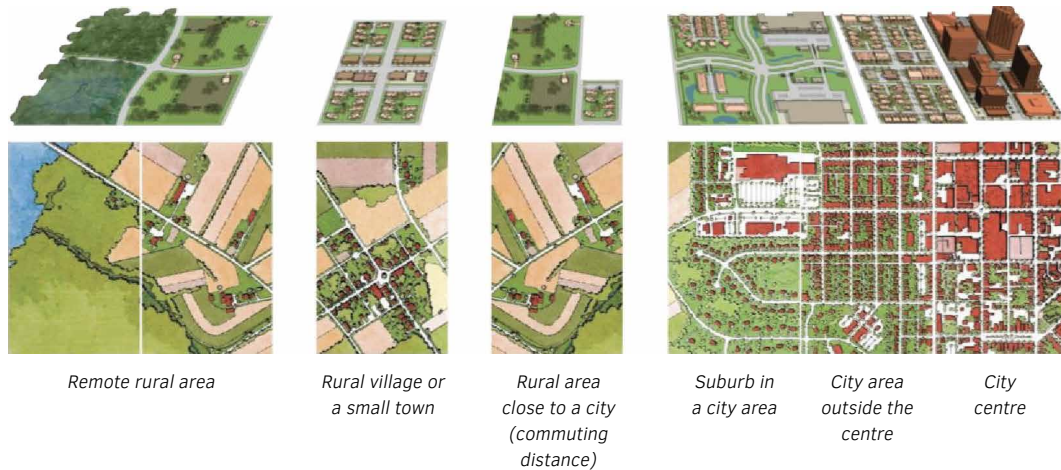 Remote rural area
Rural village or
a small town
Rural area
close to a city
(commuting
distance)
Suburb in
a city area
City area
outside the
centre
City
centre